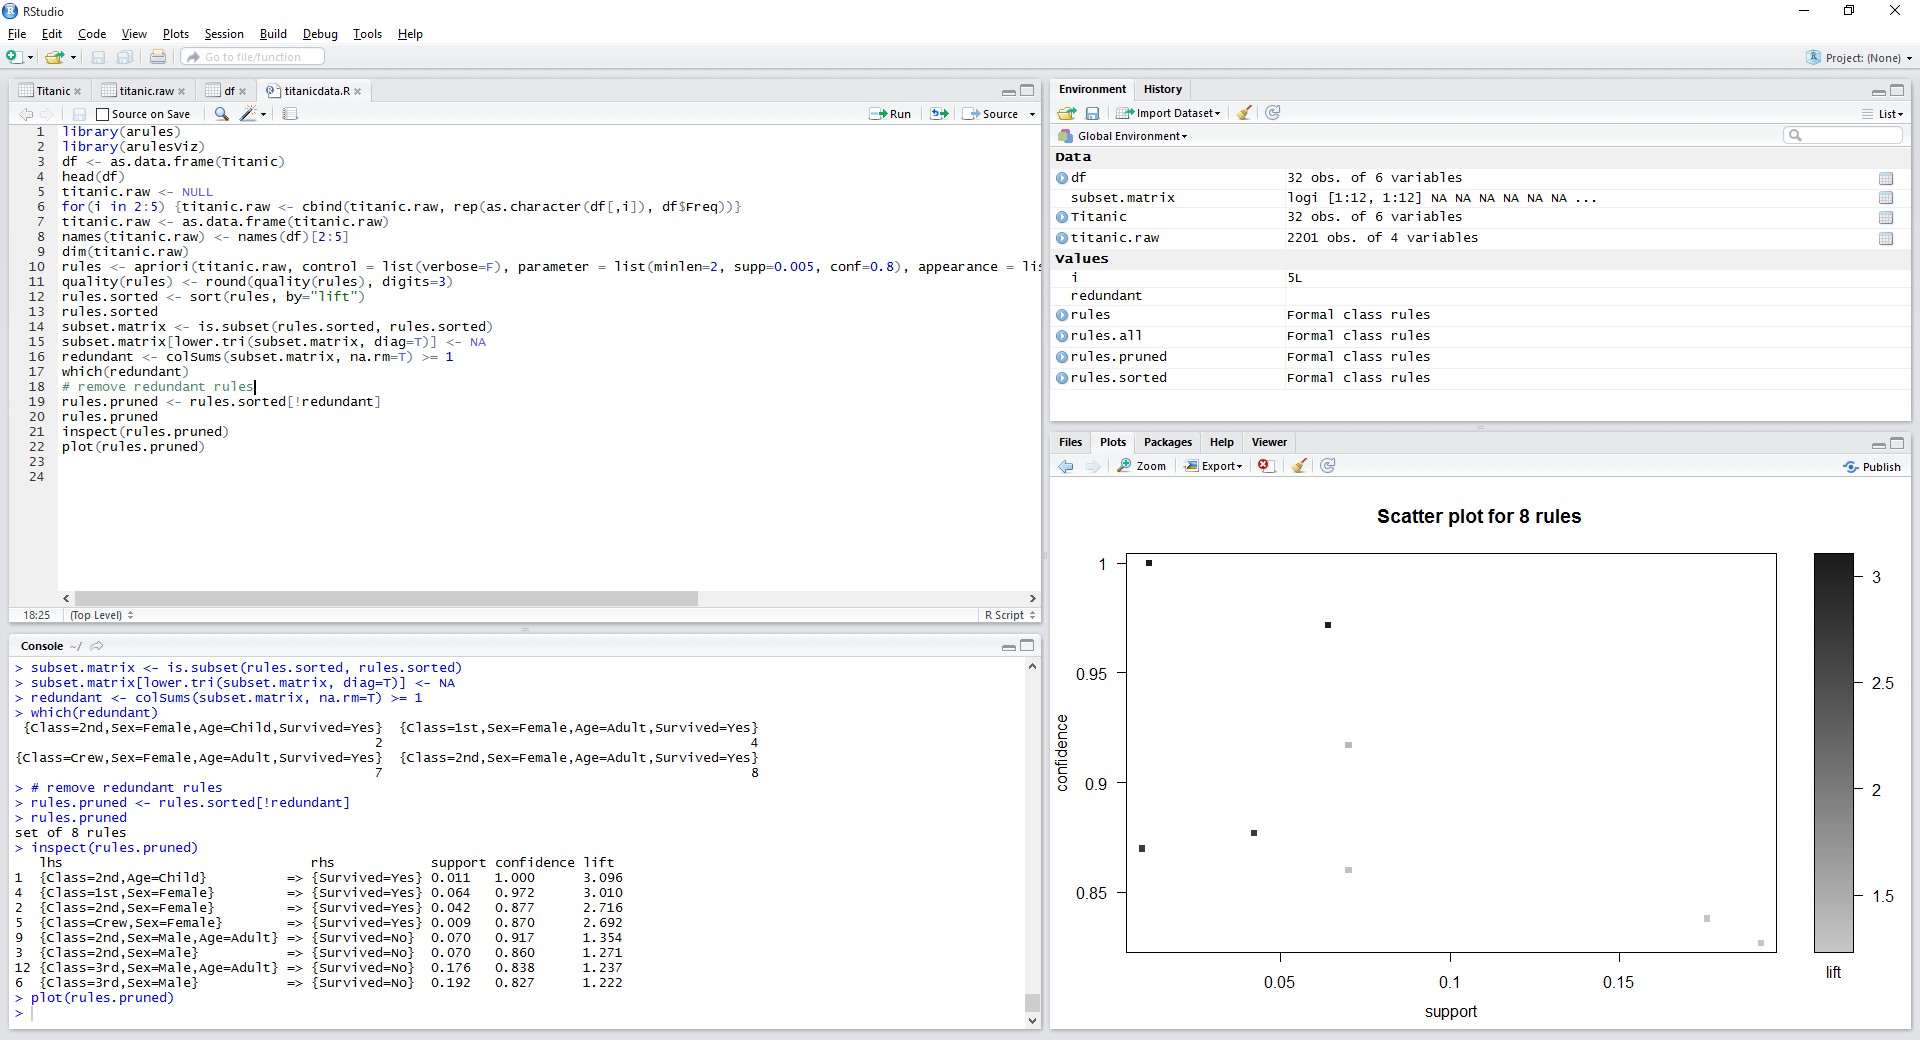 RStudio
File Edit Code View Plots Session Build Debug Tools Help
Go to file/function
Project: (None)
Titanic titanic.raw df titanicdata.R
Source on Save Run Source
1 library(arules)
2 library(arulesViz)
3 df <- as.data.frame(Titanic)
4 head(df)
5 titanic.raw <- NULL
6 for(i in 2:5) {titanic.raw <- cbind(titanic.raw, rep(as.character(df[,i]), df$Freq))}
7 titanic.raw <- as.data.frame(titanic.raw)
8 names(titanic.raw) <- names(df)[2:5]
9 dim(titanic.raw)
10 rules <- apriori(titanic.raw, control = list(verbose=F), parameter = list(minlen=2, supp=0.005, conf=0.8), appearance = lis
11 quality(rules) <- round(quality(rules), digits=3)
12 rules.sorted <- sort(rules, by="lift")
13 rules.sorted
14 subset.matrix <- is.subset(rules.sorted, rules.sorted)
15 subset.matrix[lower.tri(subset.matrix, diag=T)] <- NA
16 redundant <- colSums(subset.matrix, na.rm=T) >= 1
17 which(redundant)
18 # remove redundant rules
19 rules.pruned <- rules.sorted[!redundant]
20 rules.pruned
21 inspect(rules.pruned)
22 plot(rules.pruned)
23
24
18:25 (Top Level) R Script
Console ~/
> subset.matrix <- is.subset(rules.sorted, rules.sorted)
> subset.matrix[lower.tri(subset.matrix, diag=T)] <- NA
> redundant <- colSums(subset.matrix, na.rm=T) >= 1
> which(redundant)
{Class=2nd,Sex=Female,Age=Child,Survived=Yes} {Class=1st,Sex=Female,Age=Adult,Survived=Yes}
2 4
{Class=Crew,Sex=Female,Age=Adult,Survived=Yes} {Class=2nd,Sex=Female,Age=Adult,Survived=Yes}
7 8
> # remove redundant rules
> rules.pruned <- rules.sorted[!redundant]
> rules.pruned
set of 8 rules
> inspect(rules.pruned)
lhs rhs support confidence lift
1 {Class=2nd,Age=Child} => {Survived=Yes} 0.011 1.000 3.096
4 {Class=1st,Sex=Female} => {Survived=Yes} 0.064 0.972 3.010
2 {Class=2nd,Sex=Female} => {Survived=Yes} 0.042 0.877 2.716
5 {Class=Crew,Sex=Female} => {Survived=Yes} 0.009 0.870 2.692
9 {Class=2nd,Sex=Male,Age=Adult} => {Survived=No} 0.070 0.917 1.354
3 {Class=2nd,Sex=Male} => {Survived=No} 0.070 0.860 1.271
12 {Class=3rd,Sex=Male,Age=Adult} => {Survived=No} 0.176 0.838 1.237
6 {Class=3rd,Sex=Male} => {Survived=No} 0.192 0.827 1.222
> plot(rules.pruned)
>
Environment History
Import Dataset List
Global Environment
Data
df 32 obs. of 6 variables
subset.matrix logi [1:12, 1:12] NA NA NA NA NA NA ...
Titanic 32 obs. of 6 variables
titanic.raw 2201 obs. of 4 variables
Values
i 5L
redundant
rules Formal class rules
rules.all Formal class rules
rules.pruned Formal class rules
rules.sorted Formal class rules
Files Plots Packages Help Viewer
Zoom Export Publish
Scatter plot for 8 rules
1
0.95
0.9
0.85
confidence
0.05 0.1 0.15
support
3
2.5
2
1.5
lift